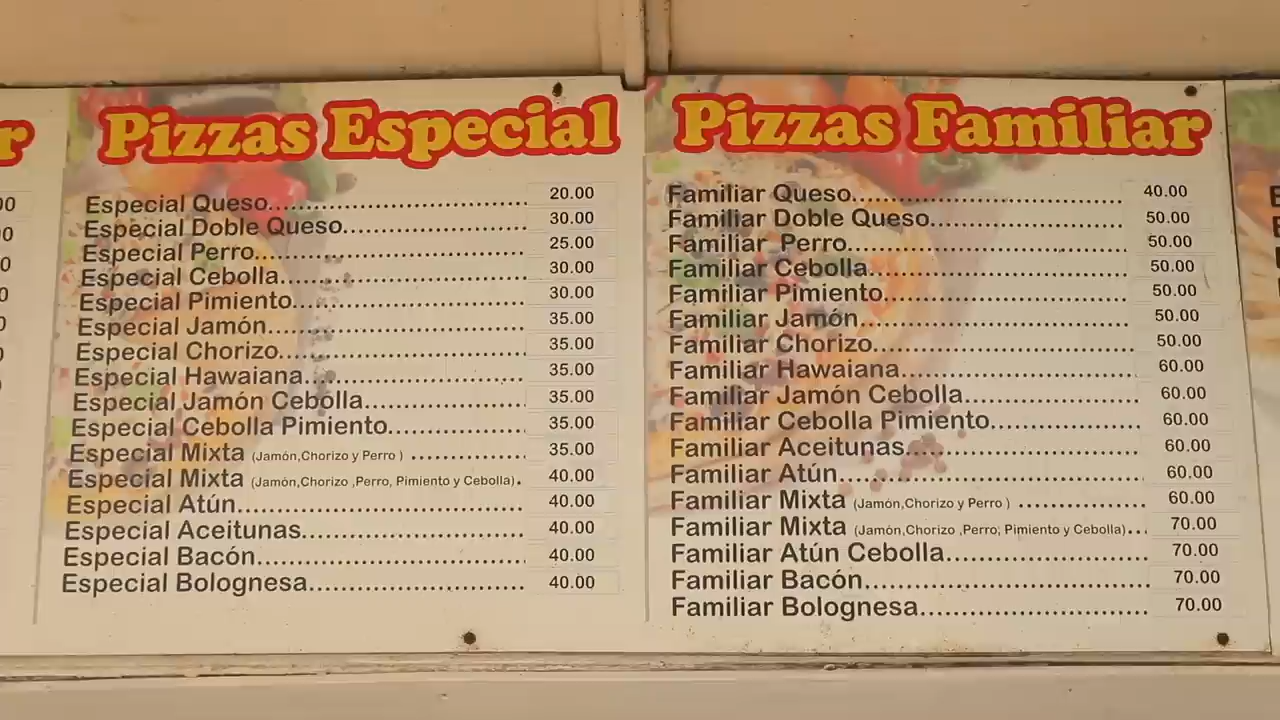 Pizzas Especial
Especial Queso........................................ 20.00
Especial Doble Queso............................ 30.00
Especial Perro.......................................... 25.00
Especial Cebolla...................................... 30.00
Especial Pimiento.................................... 30.00
Especial Jamón....................................... 35.00
Especial Chorizo...................................... 35.00
Especial Hawaiana.................................. 35.00
Especial Jamón Cebolla......................... 35.00
Especial Cebolla Pimiento..................... 35.00
Especial Mixta (Jamón,Chorizo y Perro ) ................. 35.00
Especial Mixta (Jamón,Chorizo ,Perro, Pimiento y Cebolla). 40.00
Especial Atún........................................... 40.00
Especial Aceitunas.................................. 40.00
Especial Bacón........................................ 40.00
Especial Bolognesa................................. 40.00
Pizzas Familiar
Familiar Queso........................................ 40.00
Familiar Doble Queso............................ 50.00
Familiar Perro......................................... 50.00
Familiar Cebolla...................................... 50.00
Familiar Pimiento.................................... 50.00
Familiar Jamón........................................ 50.00
Familiar Chorizo...................................... 50.00
Familiar Hawaiana................................... 60.00
Familiar Jamón Cebolla.......................... 60.00
Familiar Cebolla Pimiento...................... 60.00
Familiar Aceitunas................................... 60.00
Familiar Atún............................................ 60.00
Familiar Mixta (Jamón,Chorizo y Perro ) ................... 60.00
Familiar Mixta (Jamón,Chorizo ,Perro, Pimiento y Cebolla)... 70.00
Familiar Atún Cebolla.............................. 70.00
Familiar Bacón......................................... 70.00
Familiar Bolognesa.................................. 70.00